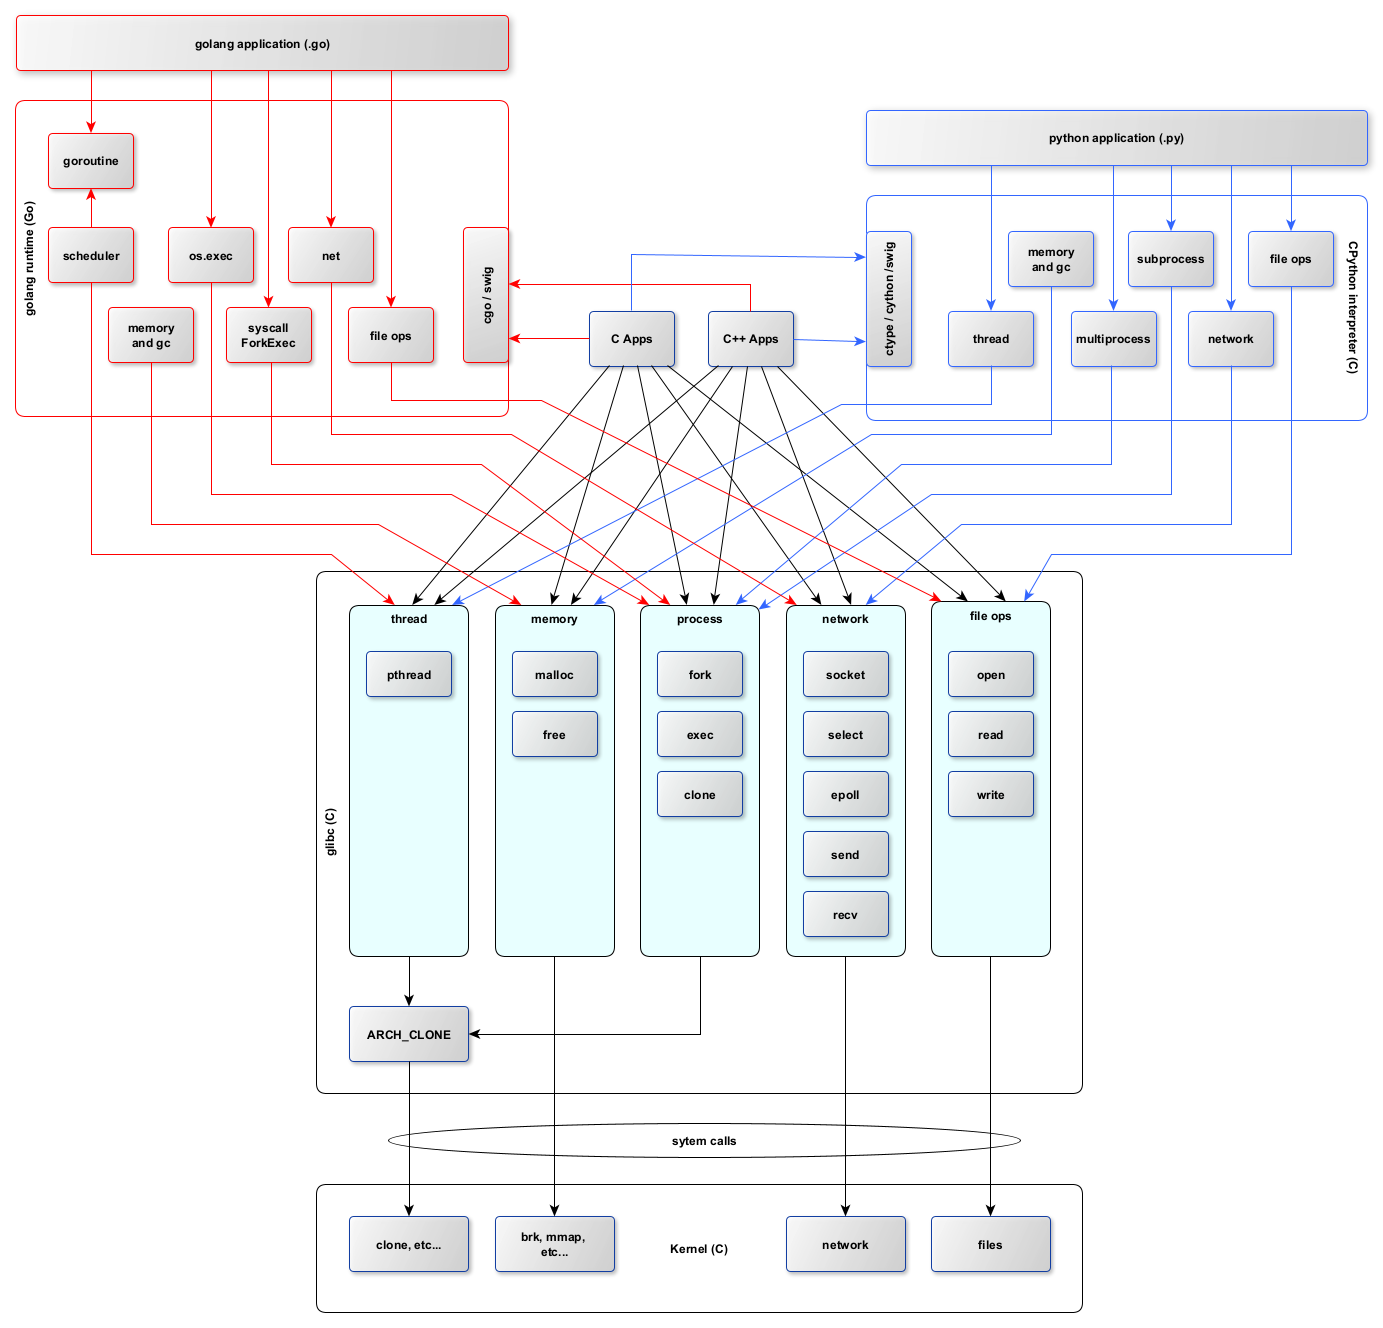 golang application (.go)
golang runtime (Go)
goroutine
scheduler
os.exec
net
memory
and gc
syscall
ForkExec
file ops
cgo / swig
C Apps
C++ Apps
python application (.py)
ctype / cython /swig
memory
and gc
subprocess
file ops
thread
multiprocess
network
CPython interpreter (C)
glibc (C)
thread
pthread
memory
malloc
free
process
fork
exec
clone
network
socket
select
epoll
send
recv
file ops
open
read
write
ARCH_CLONE
sytem calls
clone, etc...
brk, mmap,
etc...
Kernel (C)
network
files